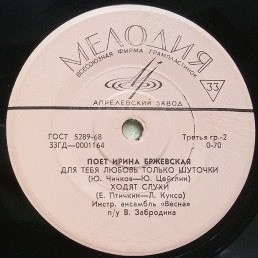 МЕЛОДИЯ
ВСЕСОЮЗНАЯ ФИРМА ГРАМПЛАСТИНОК
33
АПРЕЛЕВСКИЙ ЗАВОД
ГОСТ 5289-68
33ГД—0001164
Третья гр.-2
0-70
ПОЕТ ИРИНА БРЖЕВСКАЯ
ДЛЯ ТЕБЯ ЛЮБОВЬ ТОЛЬКО ШУТОЧКИ
(Ю. Чичков—Ю. Цейтлин)
ХОДЯТ СЛУХИ
(Е. Птичкин—Л. Куксо)
Инстр. ансамбль «Весна»
п/у В. Забродина